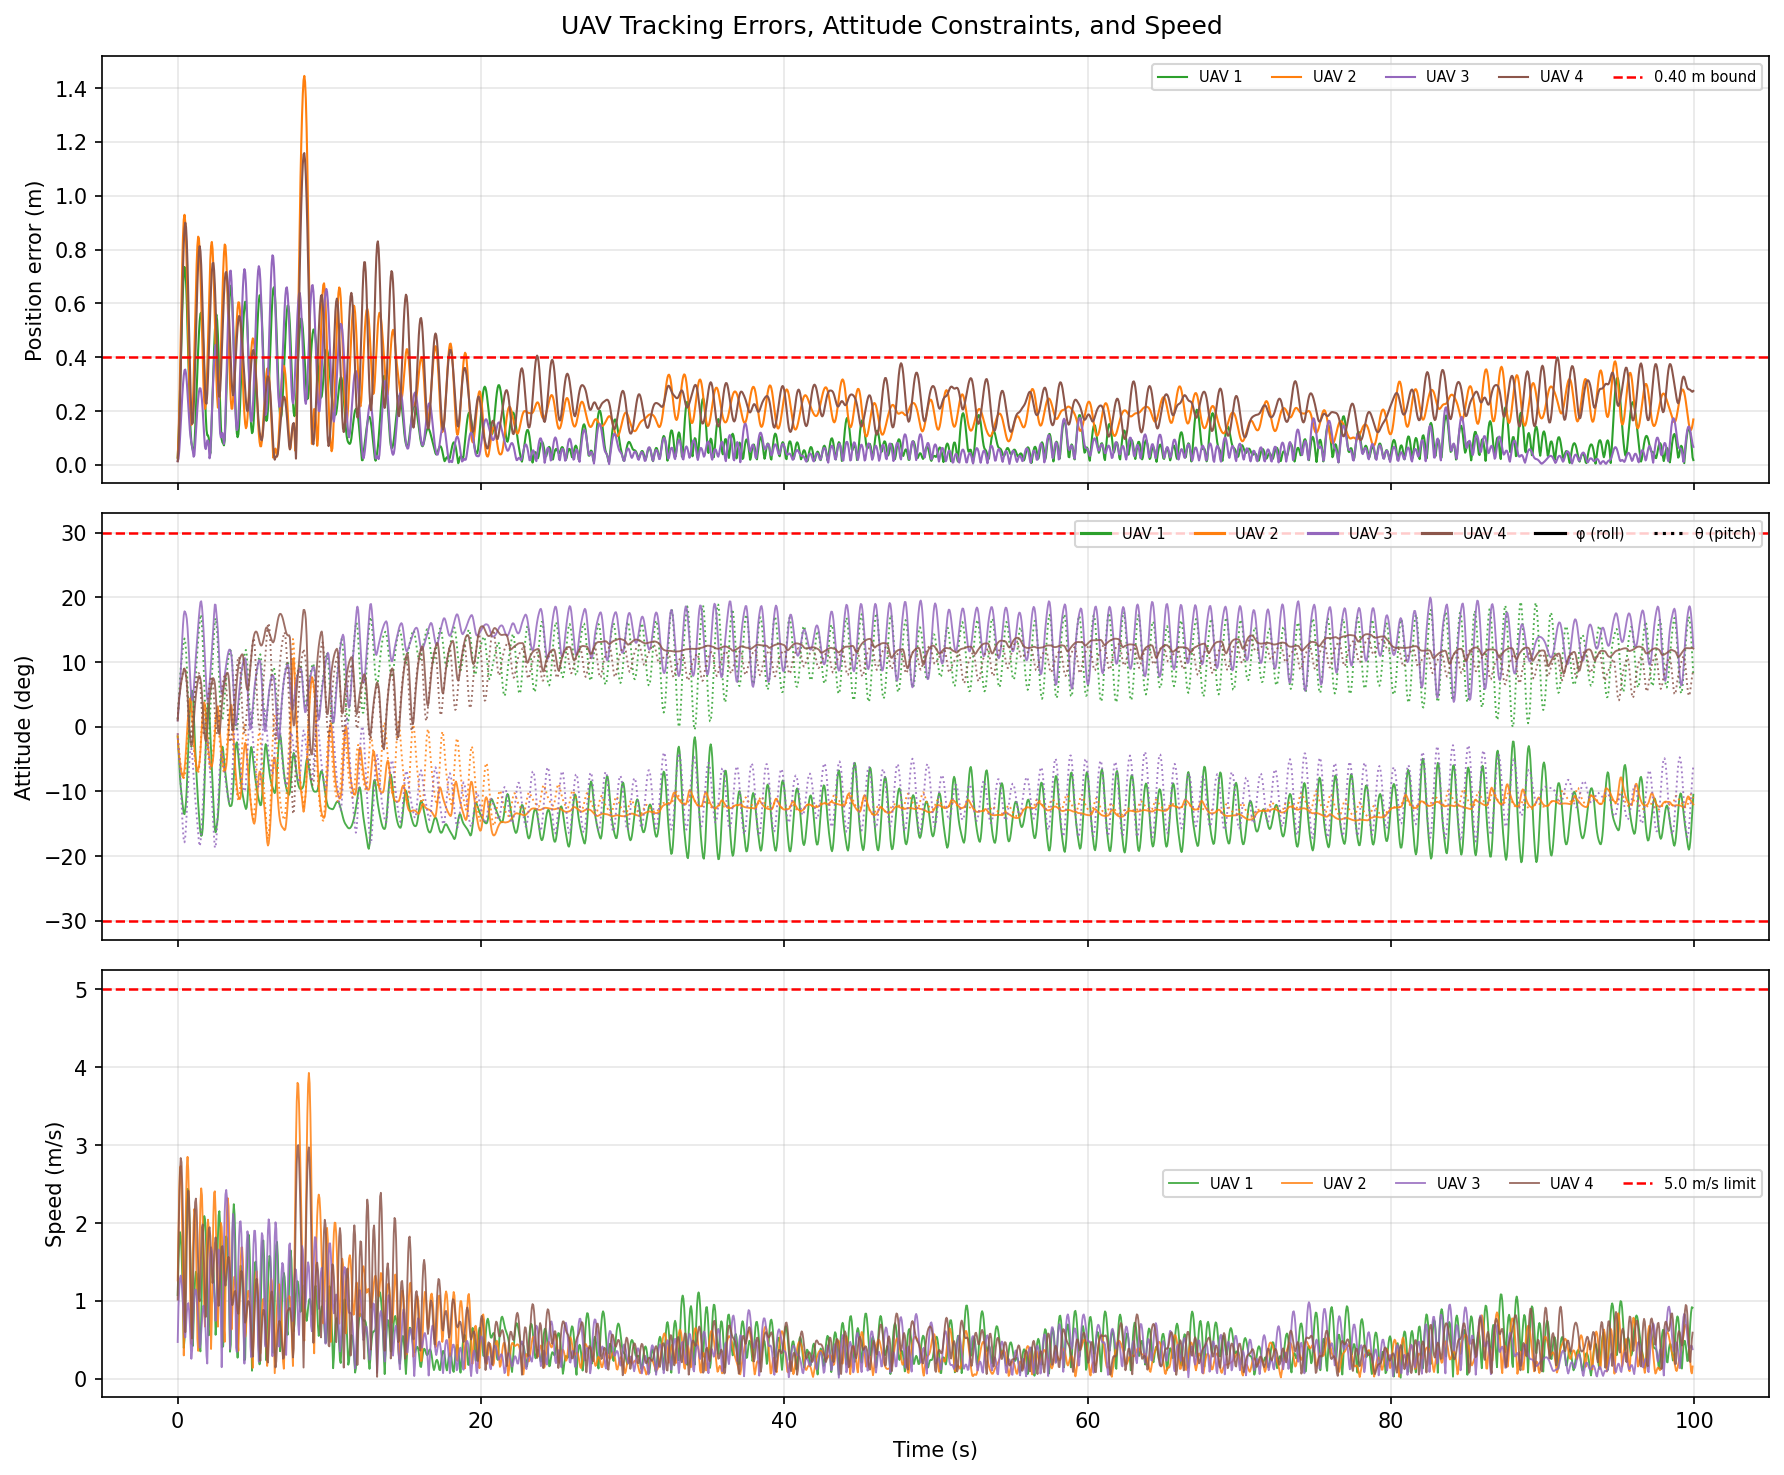 UAV Tracking Errors, Attitude Constraints, and Speed
UAV 1 UAV 2 UAV 3 UAV 4 0.40 m bound
Position error (m)
1.4
1.2
1.0
0.8
0.6
0.4
0.2
0.0
UAV 1 UAV 2 UAV 3 UAV 4 φ (roll) θ (pitch)
Attitude (deg)
30
20
10
0
−10
−20
−30
UAV 1 UAV 2 UAV 3 UAV 4 5.0 m/s limit
Speed (m/s)
5
4
3
2
1
0
0 20 40 60 80 100
Time (s)